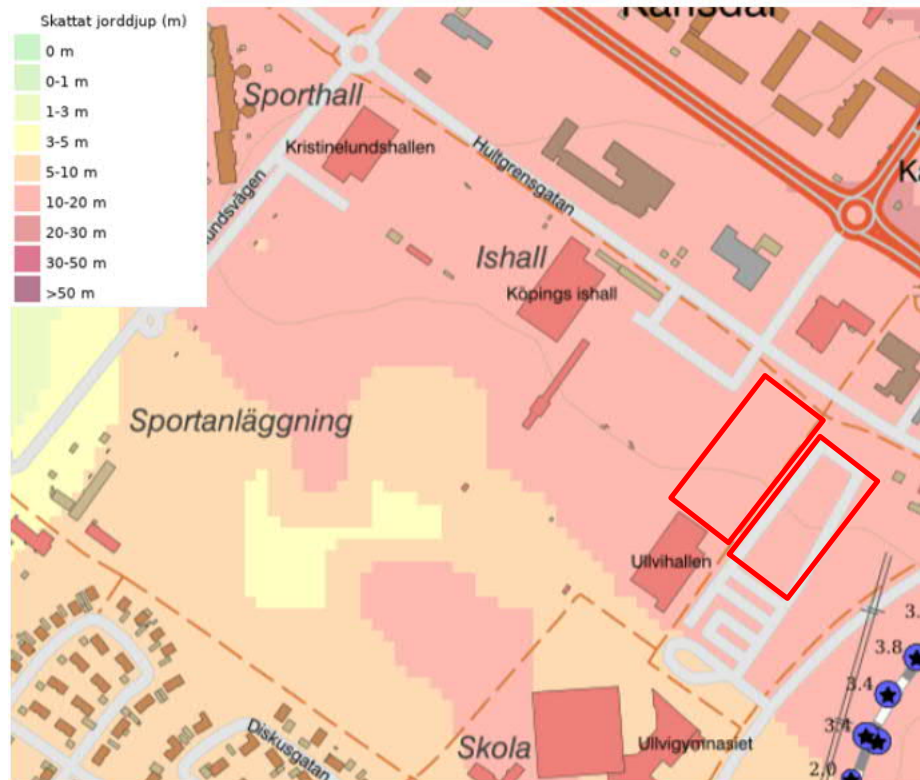 Skattat jorddjup (m)
0 m
0-1 m
1-3 m
3-5 m
5-10 m
10-20 m
20-30 m
30-50 m
>50 m
Sporthall
Kristinelundshallen
Hultgrensgatan
undsvägen
Ishall
Köpings ishall
Sportanläggning
Ullvihallen
3.8
3.4
3.4
2.0
Diskusgatan
Skola
Ullvigymnasiet